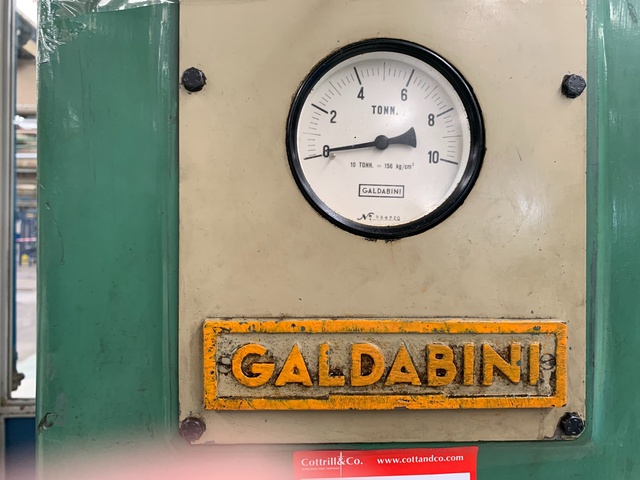 4 6
TONN.
2 8
0 10
10 TONN. = 156 kg/cm²
GALDABINI
Nº
GALDABINI
Cottrill&Co. www.cottandco.com